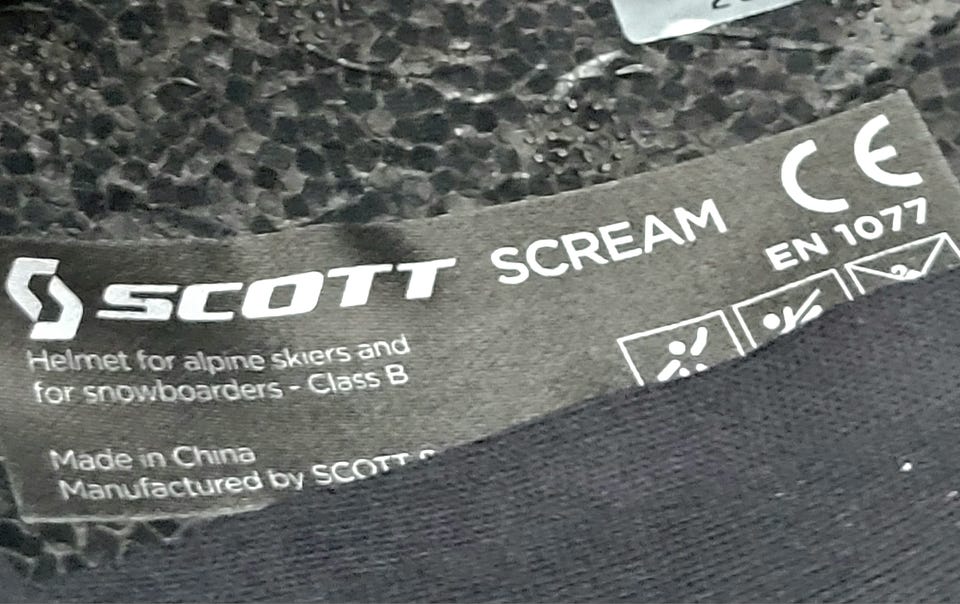 SCOTT SCREAM
CE
EN 1077
Helmet for alpine skiers and
for snowboarders - Class B
Made in China
Manufactured by SCOTT